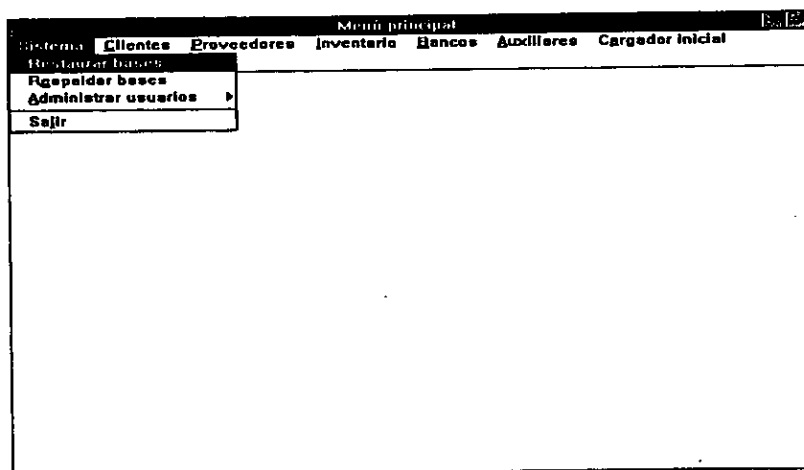 Menú principal
Sistema Clientes Proveedores Inventario Bancos Auxiliares Cargador inicial
Restaurar bases
Respaldar bases
Administrar usuarios
Salir